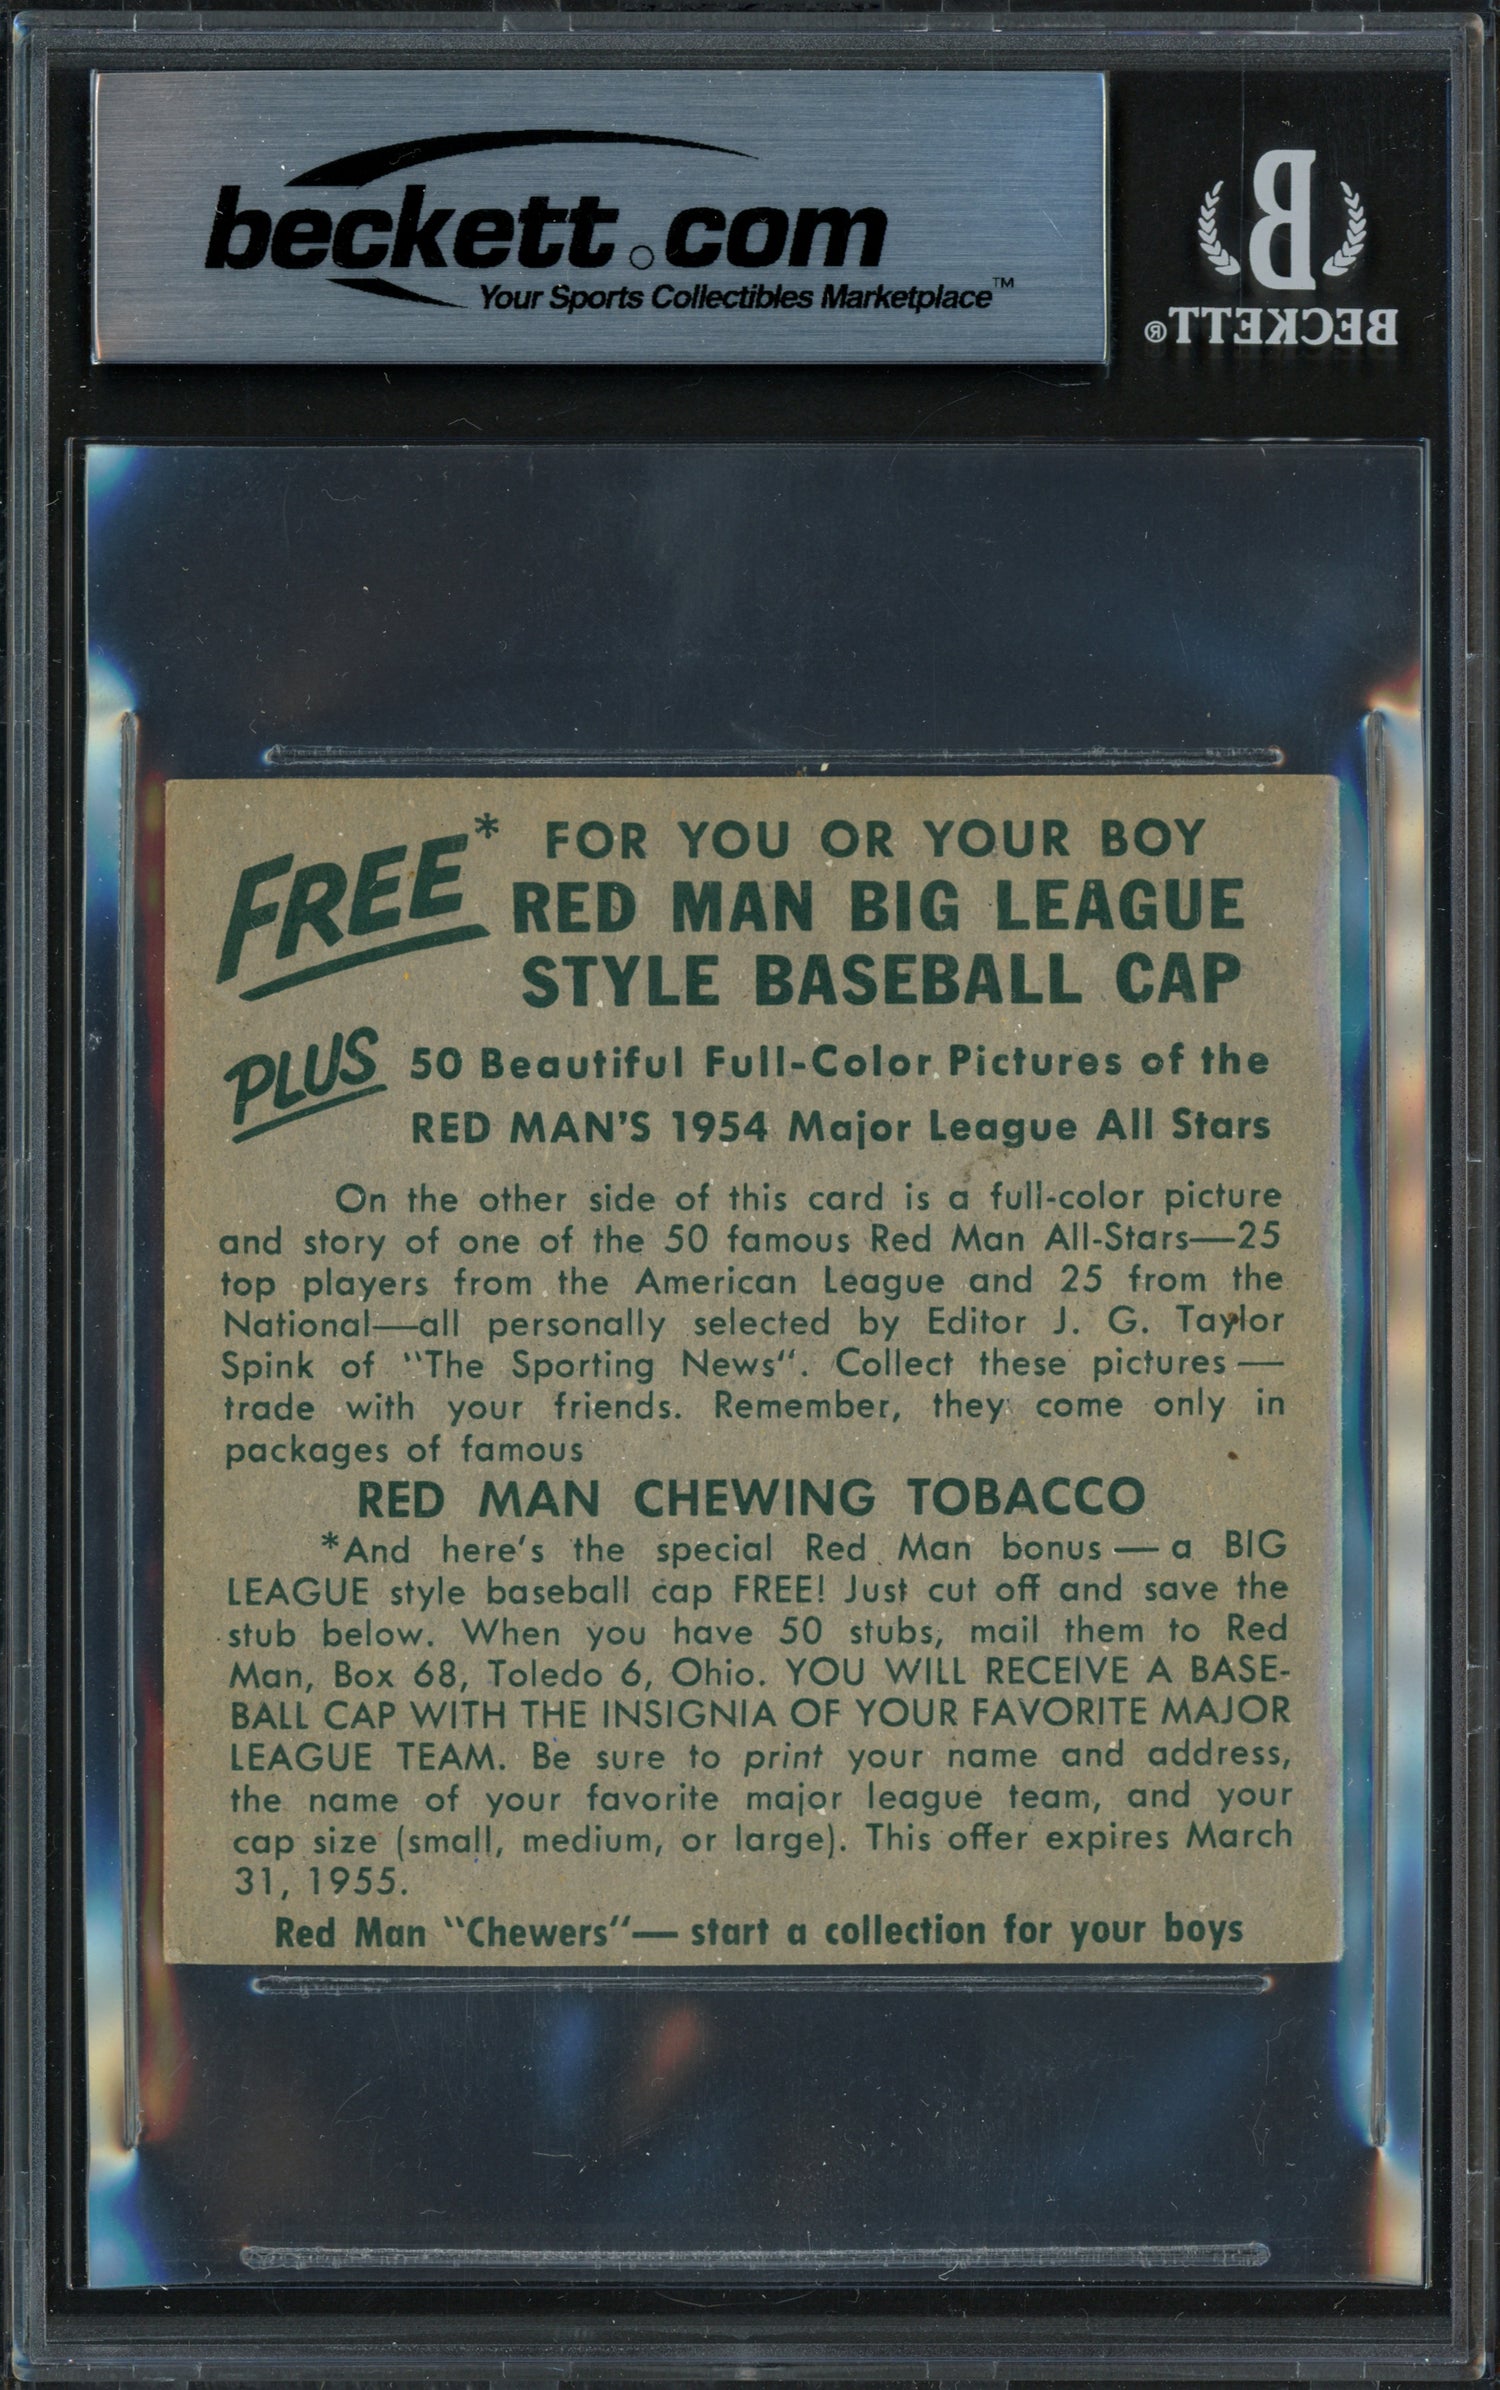 beckett.com
Your Sports Collectibles Marketplace™
B
BECKETT®
FREE* FOR YOU OR YOUR BOY
RED MAN BIG LEAGUE
STYLE BASEBALL CAP
PLUS 50 Beautiful Full-Color Pictures of the
RED MAN'S 1954 Major League All Stars
On the other side of this card is a full-color picture
and story of one of the 50 famous Red Man All-Stars—25
top players from the American League and 25 from the
National—all personally selected by Editor J. G. Taylor
Spink of "The Sporting News". Collect these pictures—
trade with your friends. Remember, they come only in
packages of famous
RED MAN CHEWING TOBACCO
*And here's the special Red Man bonus — a BIG
LEAGUE style baseball cap FREE! Just cut off and save the
stub below. When you have 50 stubs, mail them to Red
Man, Box 68, Toledo 6, Ohio. YOU WILL RECEIVE A BASE-
BALL CAP WITH THE INSIGNIA OF YOUR FAVORITE MAJOR
LEAGUE TEAM. Be sure to print your name and address,
the name of your favorite major league team, and your
cap size (small, medium, or large). This offer expires March
31, 1955.
Red Man "Chewers"— start a collection for your boys